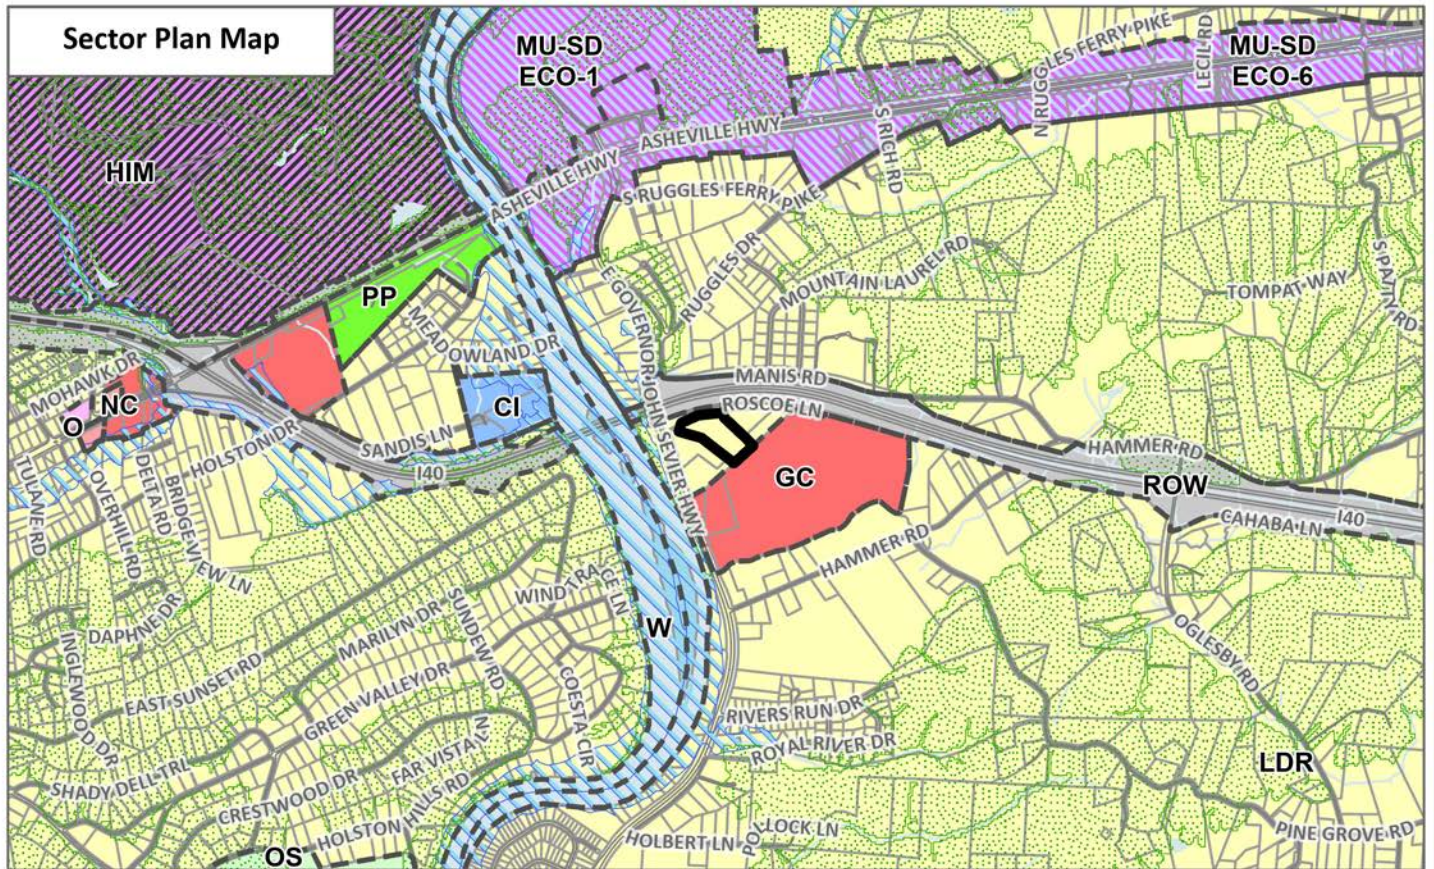 Sector Plan Map
MU-SD
ECO-1
N RUGGLES FERRY PIKE
LECIL RD
MU-SD
ECO-6
HIM
ASHEVILLE HWY
ASHEVILLE HWY
S RICH RD
S RUGGLES FERRY PIKE
PP
MEAD
OWLAND DR
E GOVERNOR JOHN SEVIER HWY
RUGGLES DR
MOUNTAIN LAUREL RD
TOMPAT WAY
S PATTY RD
MOHAWK DR
NC
O
CI
MANIS RD
ROSCOE LN
SANDIS LN
HOLSTON DR
I40
GC
HAMMER RD
ROW
CAHABA LN
I40
TULANE RD
OVERHILL RD
DELTA RD
BRIDGE VIEW LN
HAMMER RD
DAPHNE DR
INGLEWOOD DR
EAST SUNSET RD
MARILYN DR
SUNDEW RD
WIND TRACE LN
W
OGLESBY RD
GREEN VALLEY DR
COESTA CIR
RIVERS RUN DR
ROYAL RIVER DR
SHADY DELL TRL
CRESTWOOD DR
FAR VISTA LN
LDR
HOLSTON HILLS RD
OS
HOLBERT LN
POLLOCK LN
PINE GROVE RD